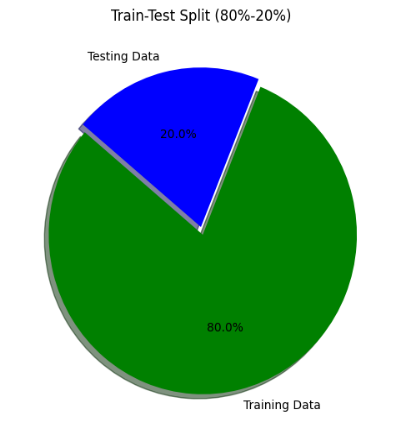 Train-Test Split (80%-20%)
Testing Data
20.0%
80.0%
Training Data